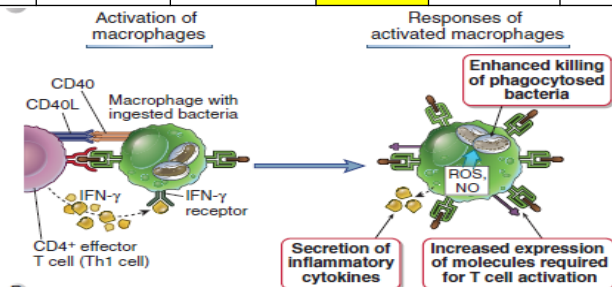 Activation of
macrophages
Responses of
activated macrophages
CD40
CD40L
Macrophage with
ingested bacteria
Enhanced killing
of phagocytosed
bacteria
IFN-γ
IFN-γ
receptor
ROS,
NO
CD4+ effector
T cell (Th1 cell)
Secretion of
inflammatory
cytokines
Increased expression
of molecules required
for T cell activation